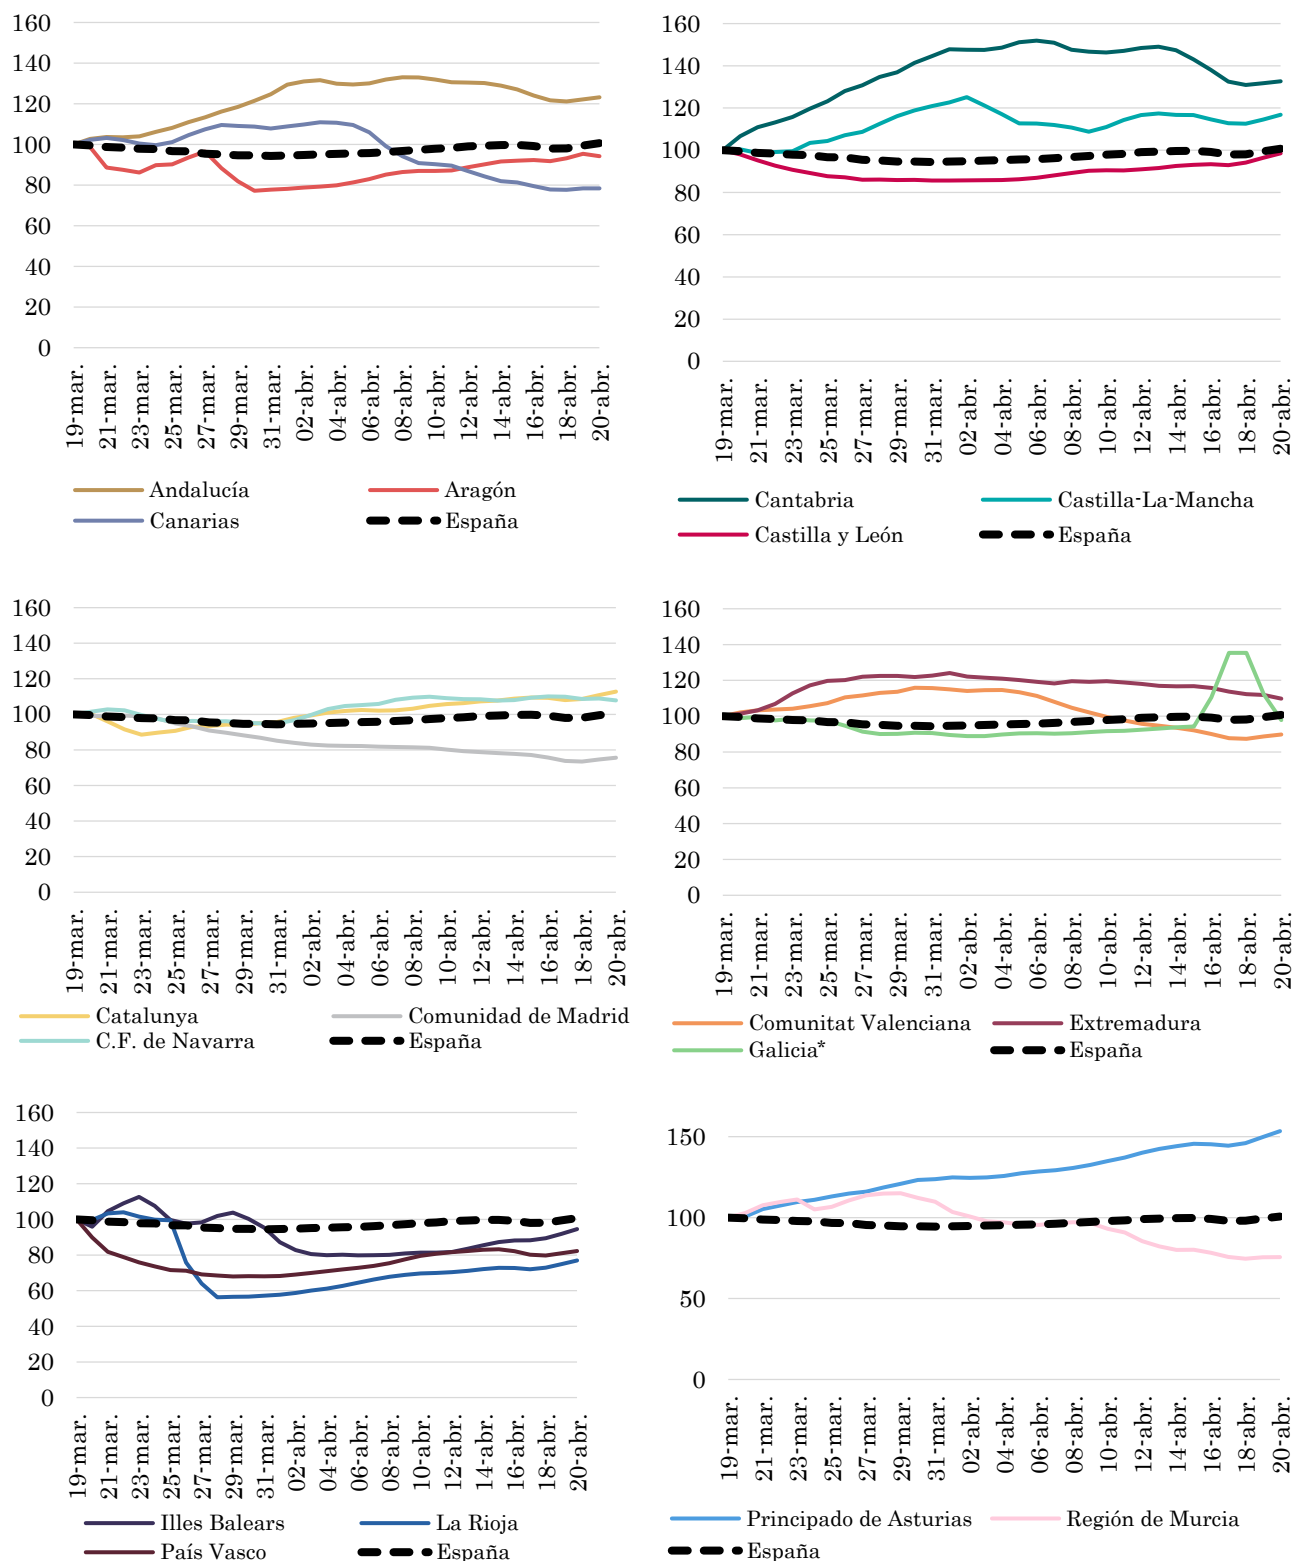 160
140
120
100
80
60
40
20
0
19-mar.
21-mar.
23-mar.
25-mar.
27-mar.
29-mar.
31-mar.
02-abr.
04-abr.
06-abr.
08-abr.
10-abr.
12-abr.
14-abr.
16-abr.
18-abr.
20-abr.
Andalucía Aragón
Canarias España
160
140
120
100
80
60
40
20
0
19-mar.
21-mar.
23-mar.
25-mar.
27-mar.
29-mar.
31-mar.
02-abr.
04-abr.
06-abr.
08-abr.
10-abr.
12-abr.
14-abr.
16-abr.
18-abr.
20-abr.
Cantabria Castilla-La-Mancha
Castilla y León España
160
140
120
100
80
60
40
20
0
19-mar.
21-mar.
23-mar.
25-mar.
27-mar.
29-mar.
31-mar.
02-abr.
04-abr.
06-abr.
08-abr.
10-abr.
12-abr.
14-abr.
16-abr.
18-abr.
20-abr.
Catalunya Comunidad de Madrid
C.F. de Navarra España
160
140
120
100
80
60
40
20
0
19-mar.
21-mar.
23-mar.
25-mar.
27-mar.
29-mar.
31-mar.
02-abr.
04-abr.
06-abr.
08-abr.
10-abr.
12-abr.
14-abr.
16-abr.
18-abr.
20-abr.
Comunitat Valenciana Extremadura
Galicia* España
160
140
120
100
80
60
40
20
0
19-mar.
21-mar.
23-mar.
25-mar.
27-mar.
29-mar.
31-mar.
02-abr.
04-abr.
06-abr.
08-abr.
10-abr.
12-abr.
14-abr.
16-abr.
18-abr.
20-abr.
Illes Balears La Rioja
País Vasco España
150
100
50
0
19-mar.
21-mar.
23-mar.
25-mar.
27-mar.
29-mar.
31-mar.
02-abr.
04-abr.
06-abr.
08-abr.
10-abr.
12-abr.
14-abr.
16-abr.
18-abr.
20-abr.
Principado de Asturias Región de Murcia
España